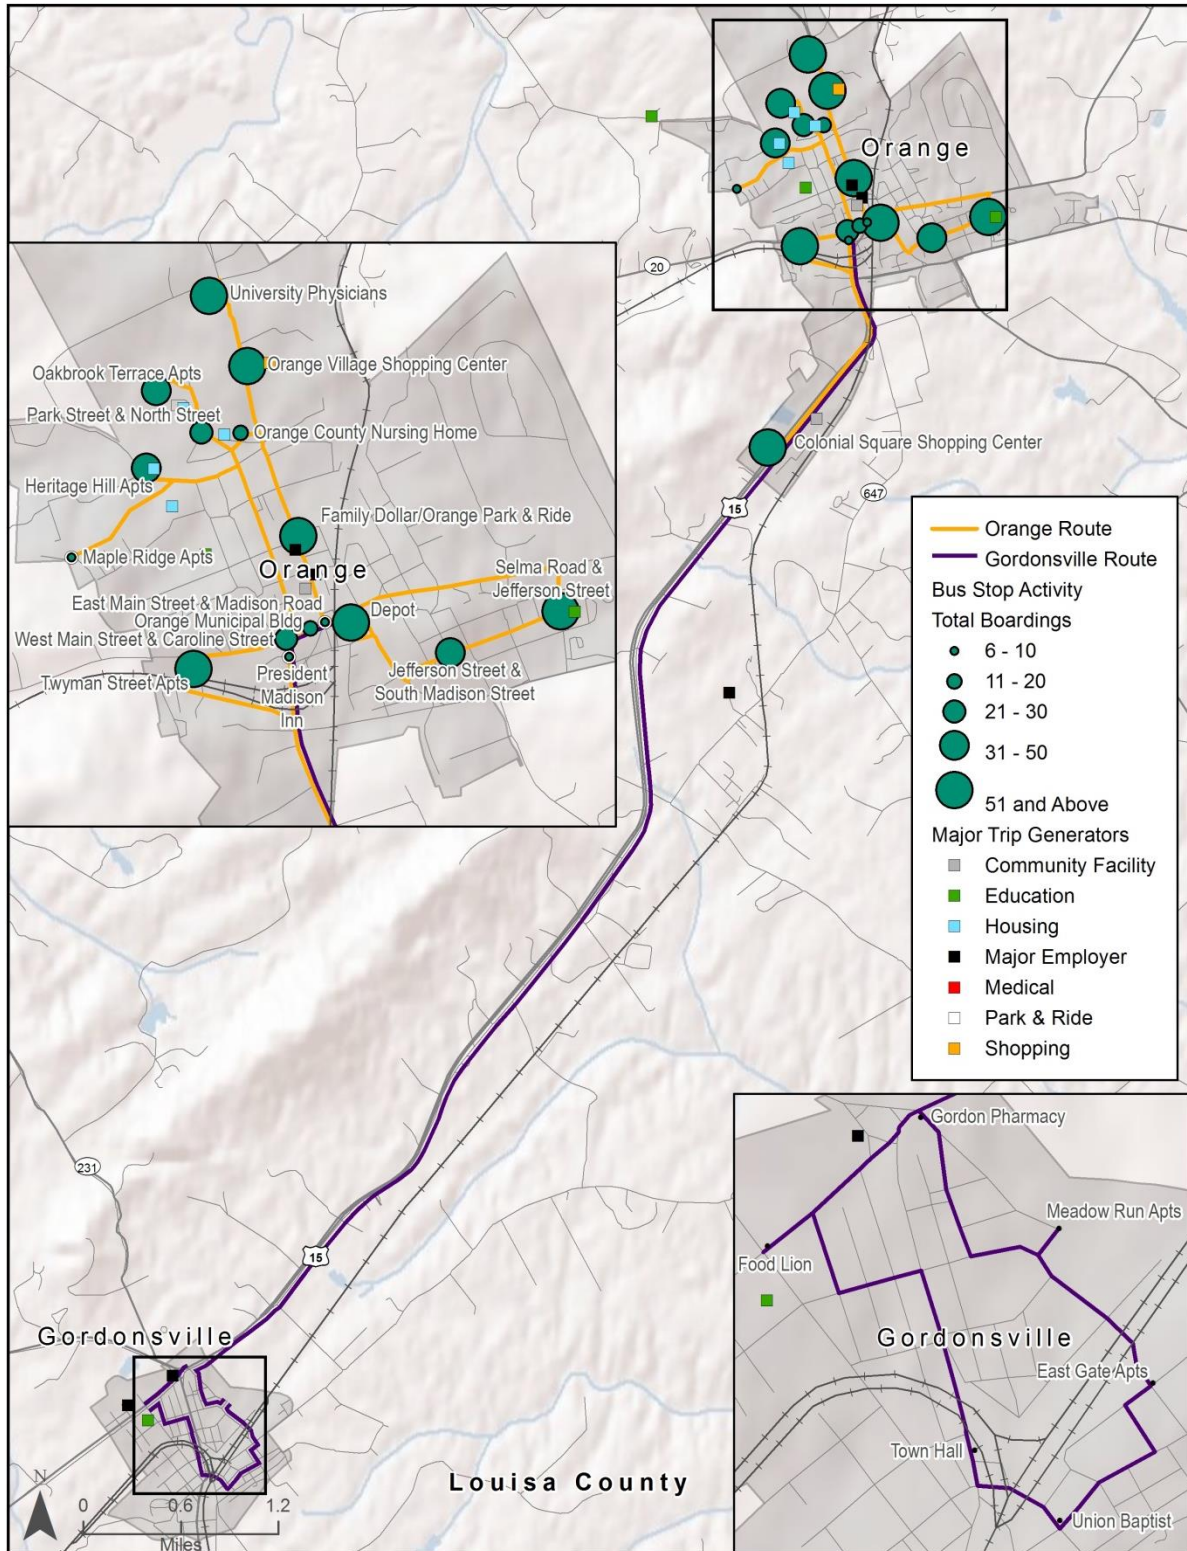 Orange
20
University Physicians
Orange Village Shopping Center
Oakbrook Terrace Apts
Park Street & North Street
Orange County Nursing Home
Heritage Hill Apts
Family Dollar/Orange Park & Ride
Maple Ridge Apts
Orange
Selma Road &
Jefferson Street
East Main Street & Madison Road
Depot
Orange Municipal Bldg
West Main Street & Caroline Street
Twyman Street Apts
President
Madison
Inn
Jefferson Street &
South Madison Street
Colonial Square Shopping Center
647
15
Orange Route
Gordonsville Route
Bus Stop Activity
Total Boardings
6 - 10
11 - 20
21 - 30
31 - 50
51 and Above
Major Trip Generators
Community Facility
Education
Housing
Major Employer
Medical
Park & Ride
Shopping
231
15
Gordonsville
Louisa County
N
0 0.6 1.2
Miles
Gordon Pharmacy
Meadow Run Apts
Food Lion
Gordonsville
East Gate Apts
Town Hall
Union Baptist